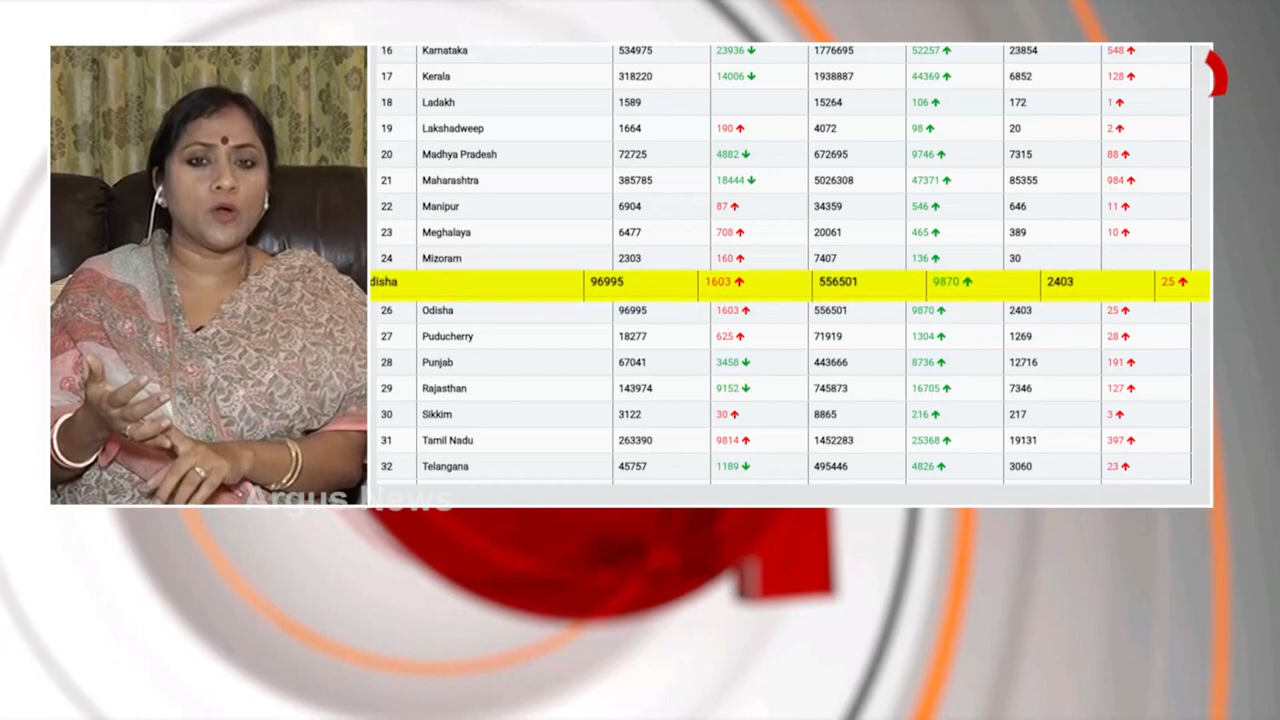 16 Karnataka 534975 23936 ↓ 1776695 52257 ↑ 23854 548 ↑
17 Kerala 318220 14006 ↓ 1938887 44369 ↑ 6852 128 ↑
18 Ladakh 1589 15264 106 ↑ 172 1 ↑
19 Lakshadweep 1664 190 ↑ 4072 98 ↑ 20 2 ↑
20 Madhya Pradesh 72725 4882 ↓ 672695 9746 ↑ 7315 88 ↑
21 Maharashtra 385785 18444 ↓ 5026308 47371 ↑ 85355 984 ↑
22 Manipur 6904 87 ↑ 34359 546 ↑ 646 11 ↑
23 Meghalaya 6477 708 ↑ 20061 465 ↑ 389 10 ↑
24 Mizoram 2303 160 ↑ 7407 136 ↑ 30
disha 96995 1603 ↑ 556501 9870 ↑ 2403 25 ↑
26 Odisha 96995 1603 ↑ 556501 9870 ↑ 2403 25 ↑
27 Puducherry 18277 625 ↑ 71919 1304 ↑ 1269 28 ↑
28 Punjab 67041 3458 ↓ 443666 8736 ↑ 12716 191 ↑
29 Rajasthan 143974 9152 ↓ 745873 16705 ↑ 7346 127 ↑
30 Sikkim 3122 30 ↑ 8865 216 ↑ 217 3 ↑
31 Tamil Nadu 263390 9814 ↑ 1452283 25368 ↑ 19131 397 ↑
32 Telangana 45757 1189 ↓ 495446 4826 ↑ 3060 23 ↑
Argus News